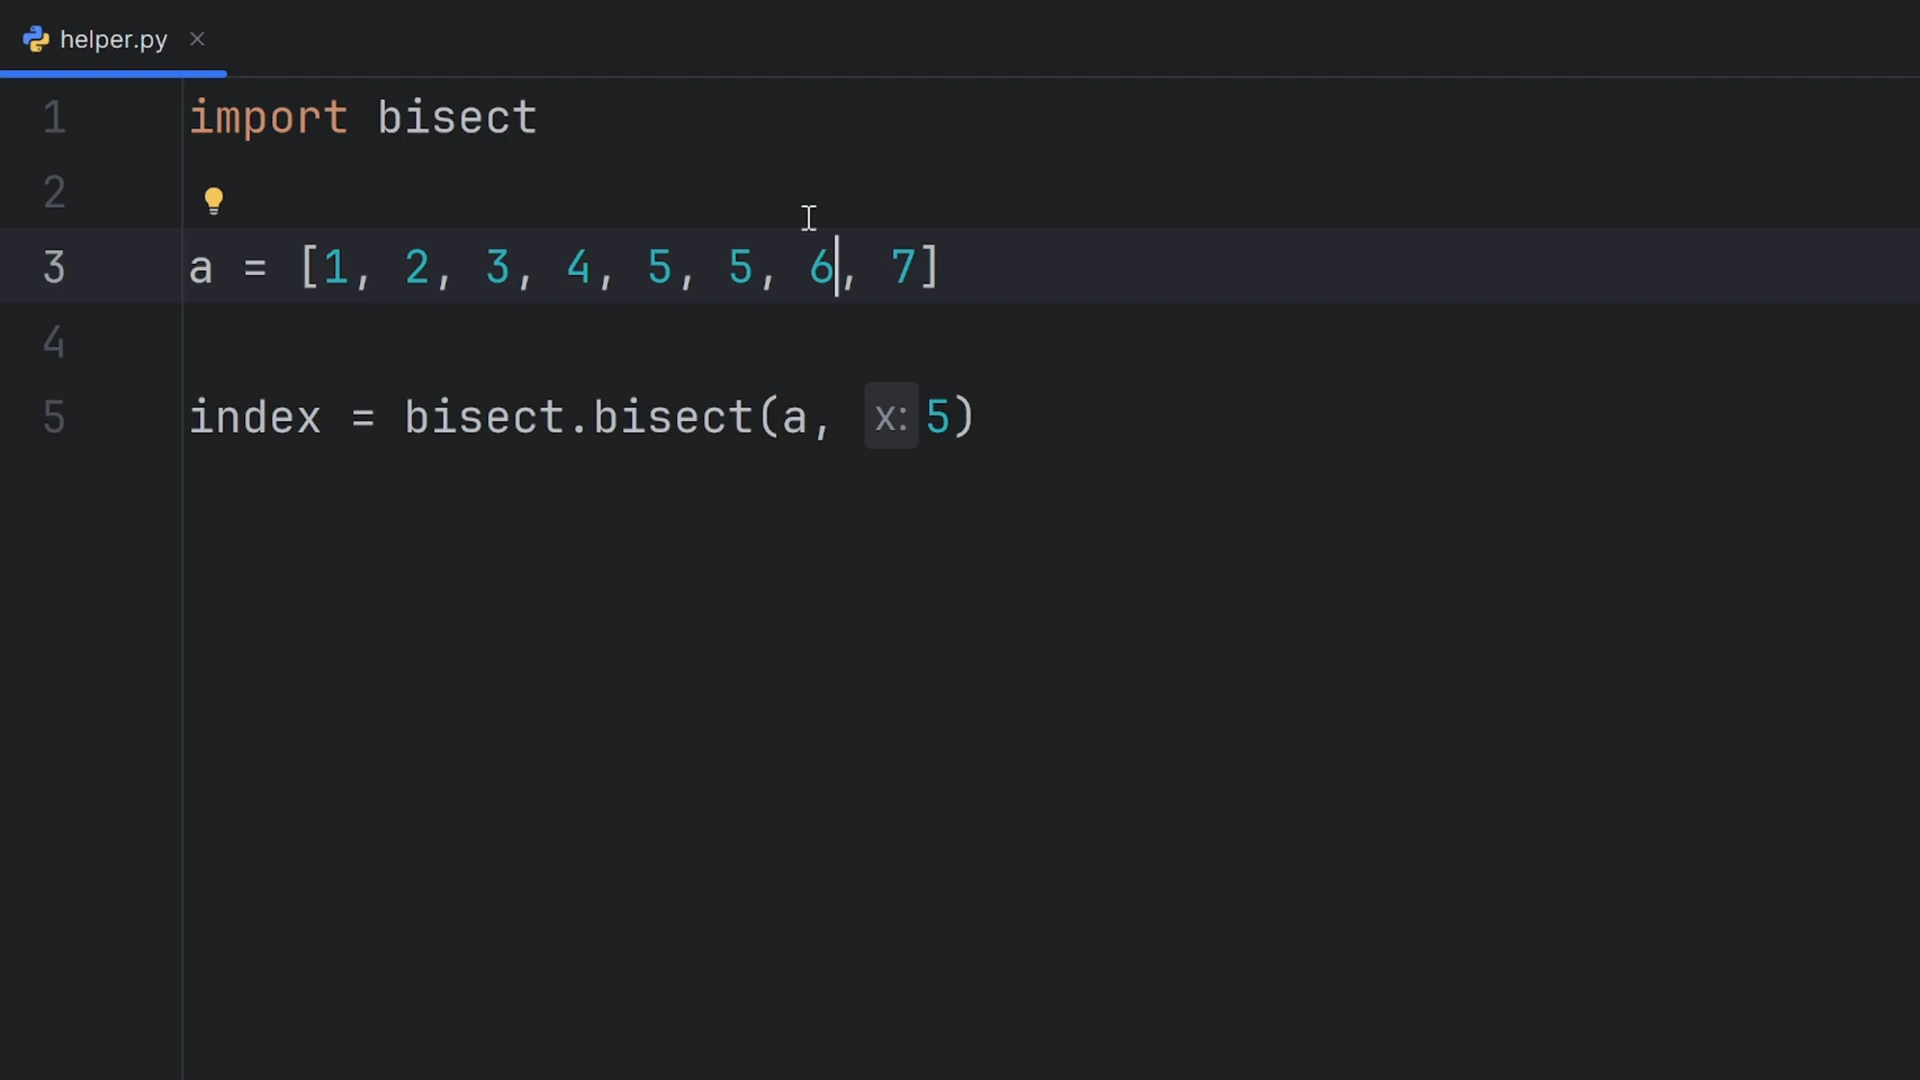 helper.py
1 import bisect
2
3 a = [1, 2, 3, 4, 5, 5, 6, 7]
4
5 index = bisect.bisect(a, x: 5)